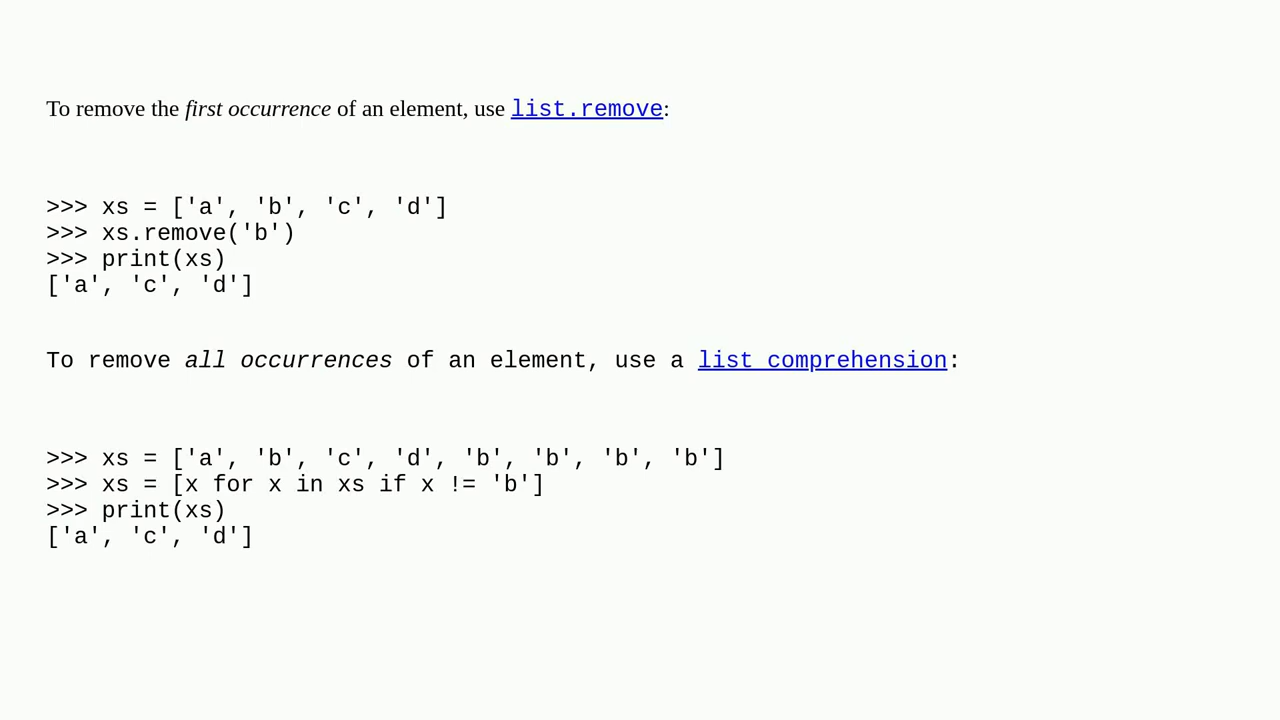 To remove the first occurrence of an element, use list.remove:
>>> xs = ['a', 'b', 'c', 'd']
>>> xs.remove('b')
>>> print(xs)
['a', 'c', 'd']
To remove all occurrences of an element, use a list comprehension:
>>> xs = ['a', 'b', 'c', 'd', 'b', 'b', 'b', 'b']
>>> xs = [x for x in xs if x != 'b']
>>> print(xs)
['a', 'c', 'd']